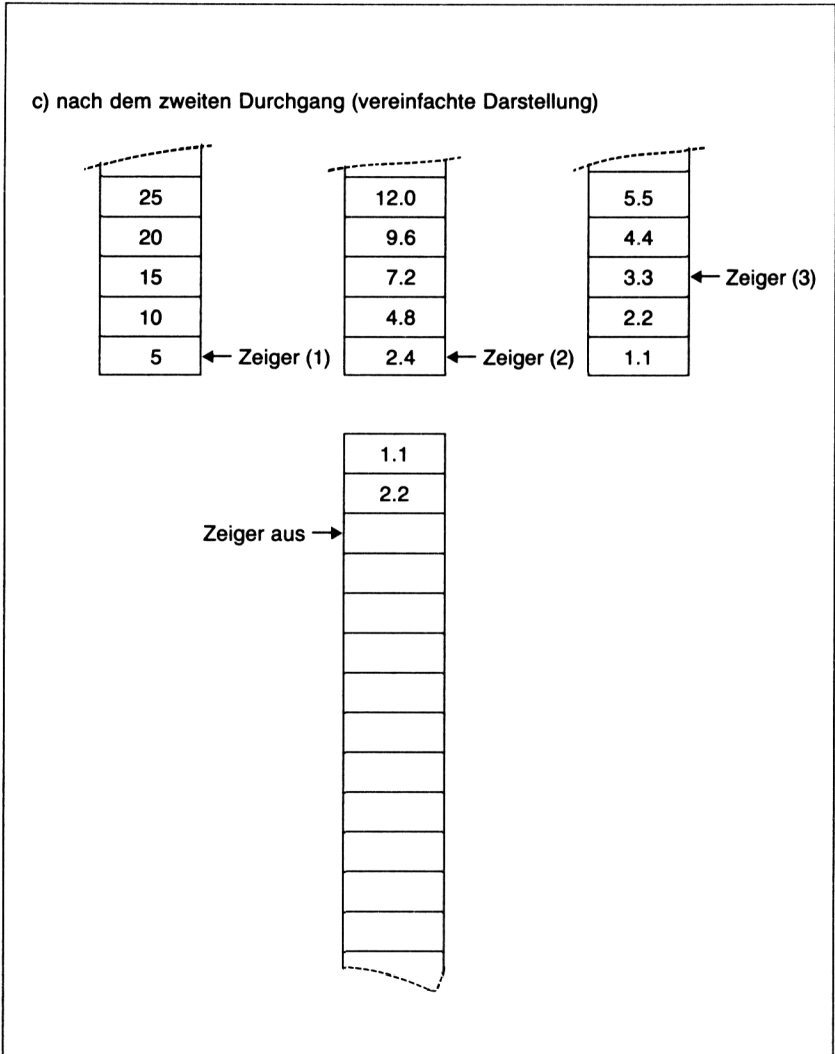 c) nach dem zweiten Durchgang (vereinfachte Darstellung)
25 12.0 5.5
20 9.6 4.4
15 7.2 3.3 Zeiger (3)
10 4.8 2.2
5 Zeiger (1) 2.4 Zeiger (2) 1.1
1.1
2.2
Zeiger aus